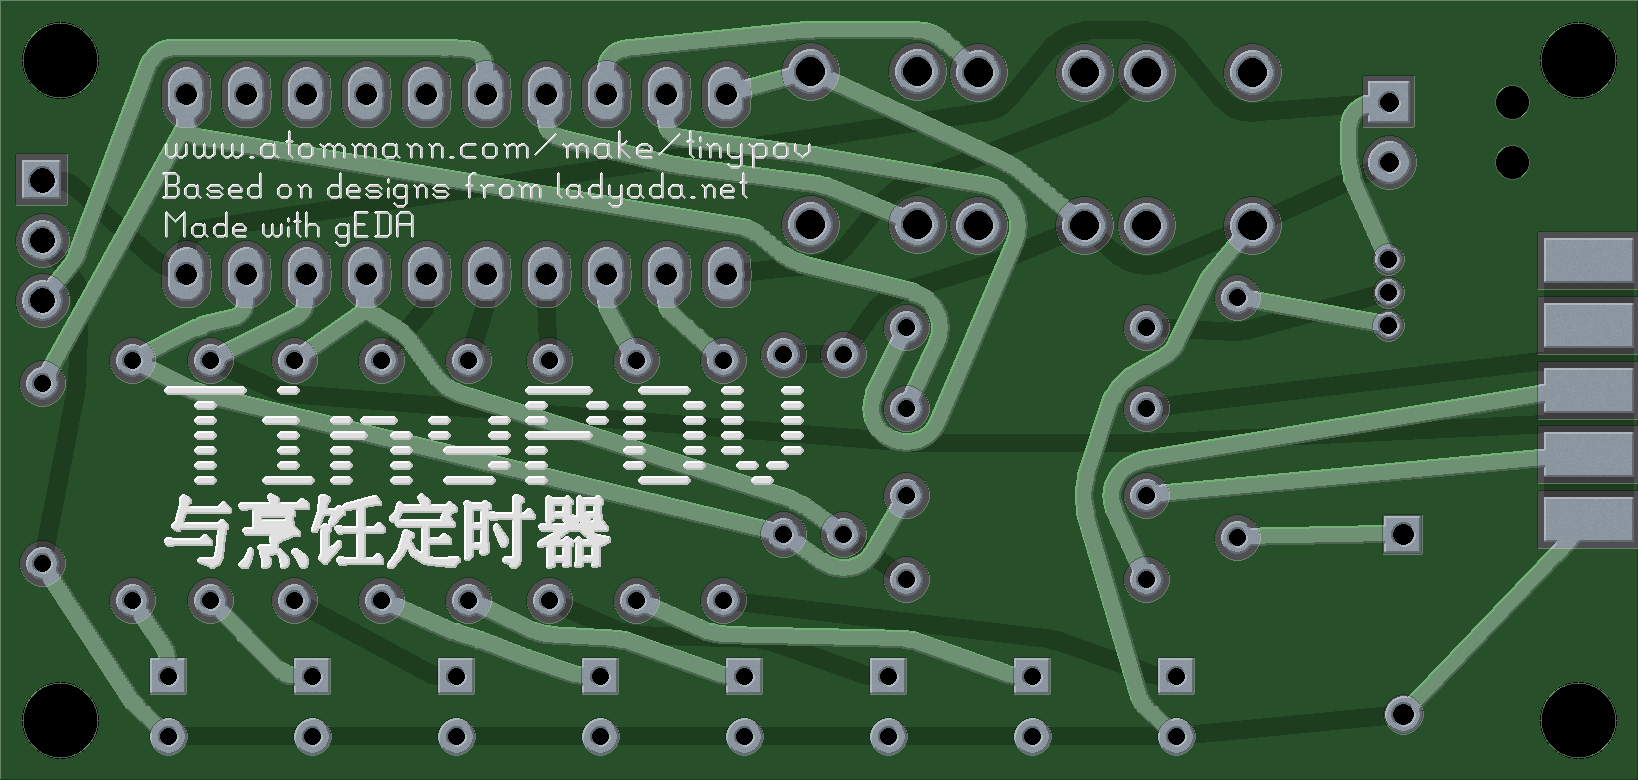 www.atommann.com/make/tinypov
Based on designs from ladyada.net
Made with gEDA
TinyPOV
与烹饪定时器